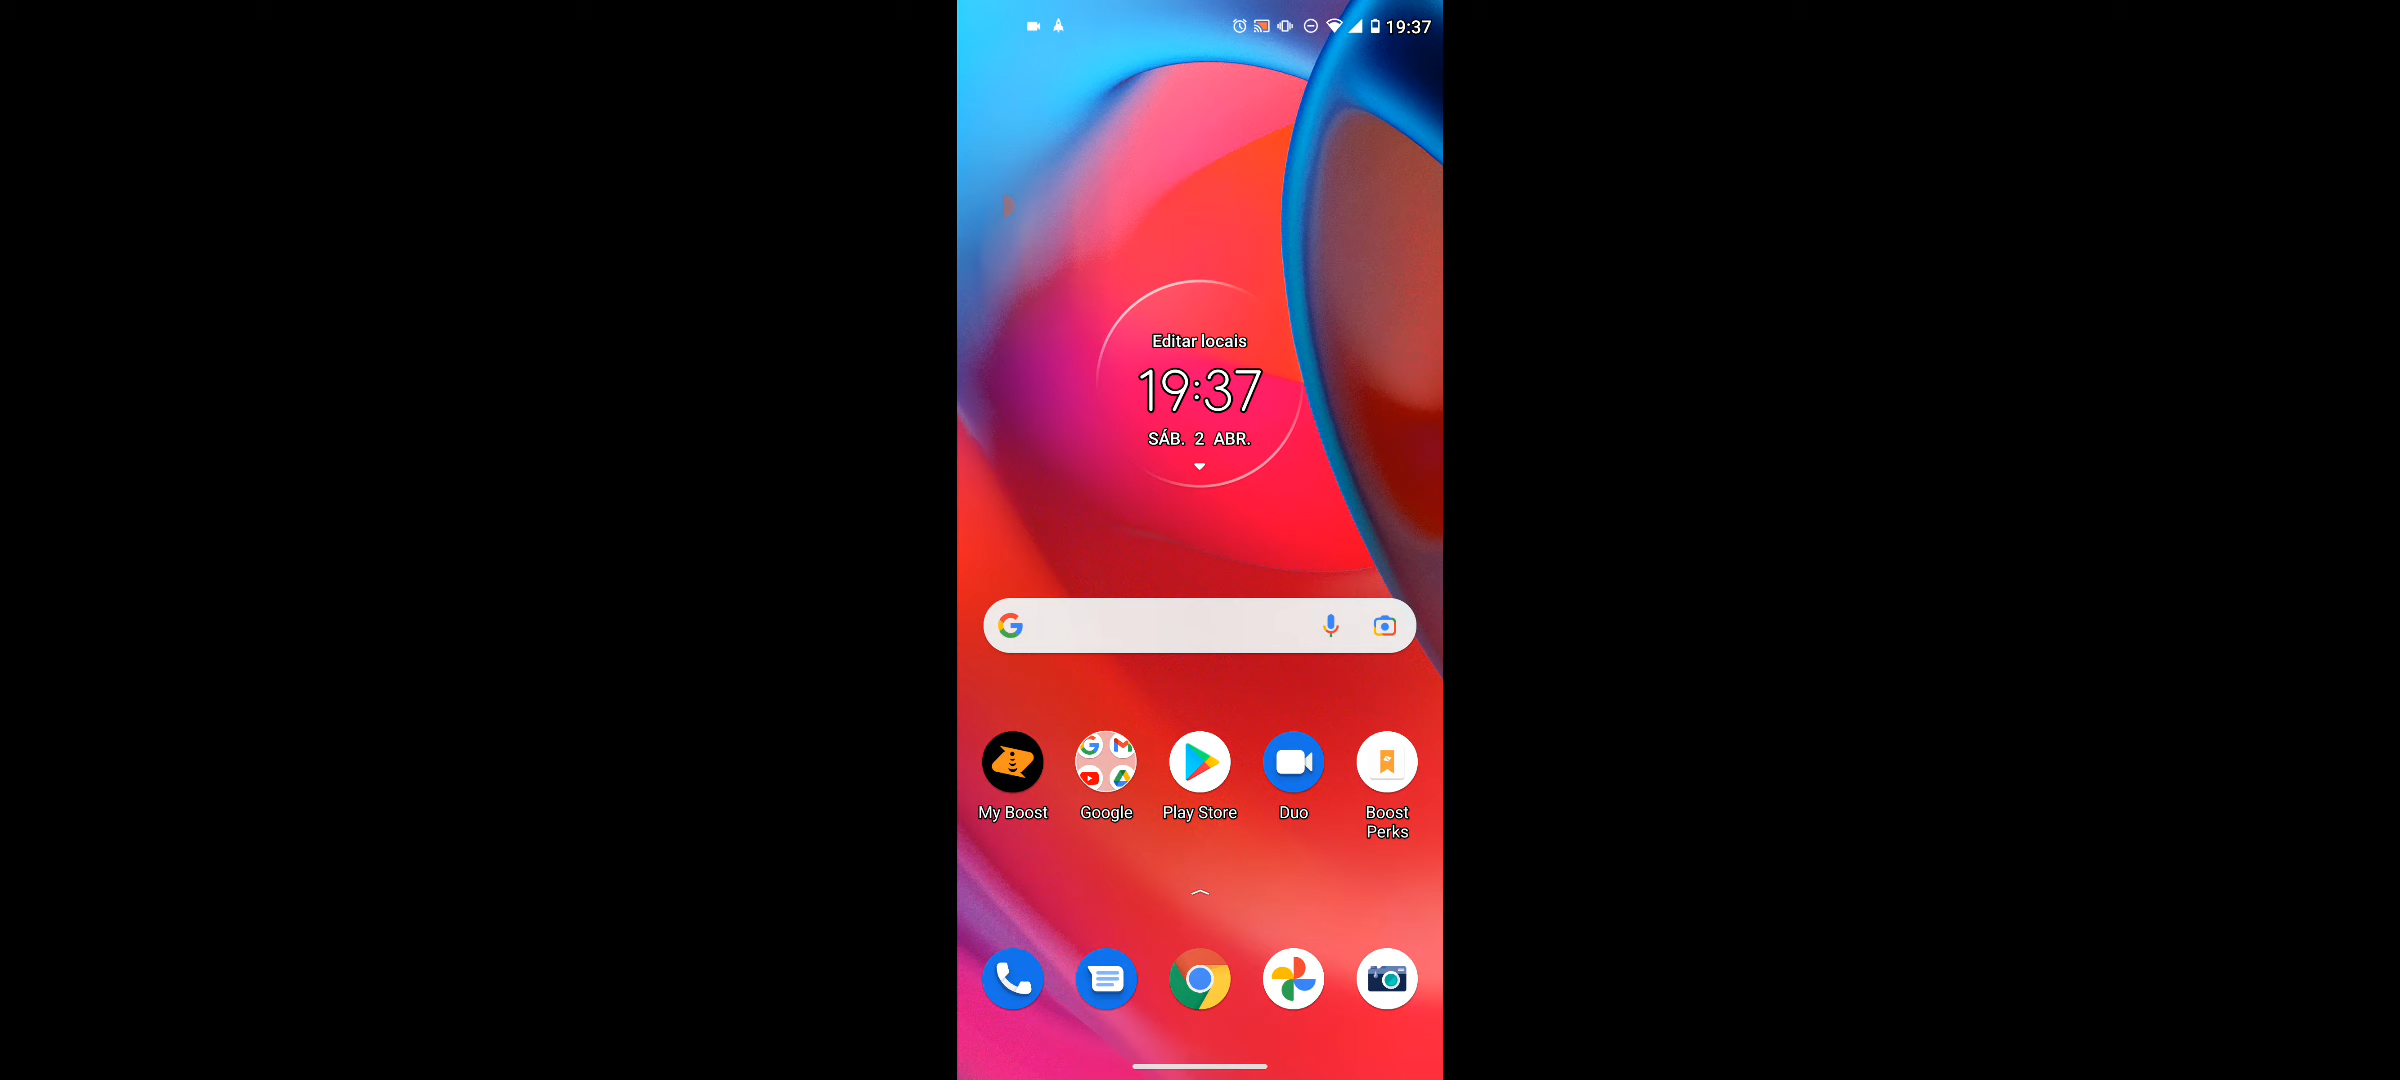 19:37
Editar locais
19:37
SÁB. 2 ABR.
My Boost
Google
Play Store
Duo
Boost
Perks